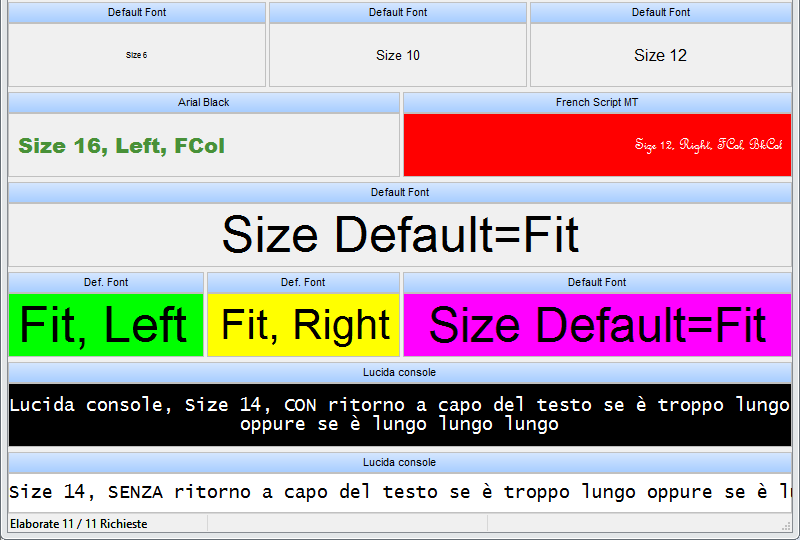 Default Font
Default Font
Default Font
Size 6
Size 10
Size 12
Arial Black
French Script MT
Size 16, Left, FCol
Size 12, Right, FCol, BkCol
Default Font
Size Default=Fit
Def. Font
Def. Font
Default Font
Fit, Left
Fit, Right
Size Default=Fit
Lucida console
Lucida console, Size 14, CON ritorno a capo del testo se è troppo lungo
oppure se è lungo lungo lungo
Lucida console
Size 14, SENZA ritorno a capo del testo se è troppo lungo oppure se è l
Elaborate 11 / 11 Richieste